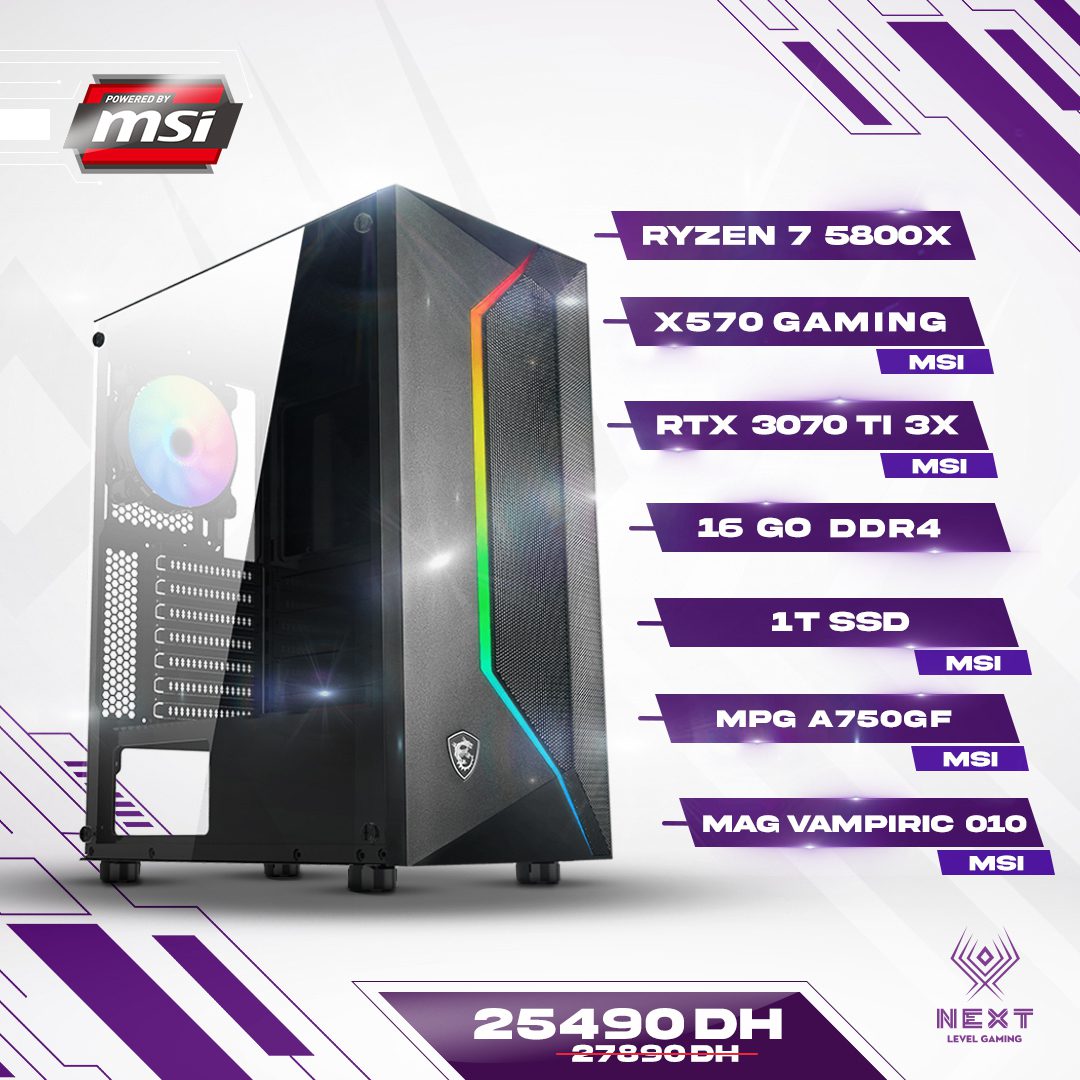 POWERED BY
msi
RYZEN 7 5800X
X570 GAMING
MSI
RTX 3070 TI 3X
MSI
16 GO DDR4
1T SSD
MSI
MPG A750GF
MSI
MAG VAMPIRIC 010
MSI
25490 DH
27890 DH
NEXT
LEVEL GAMING